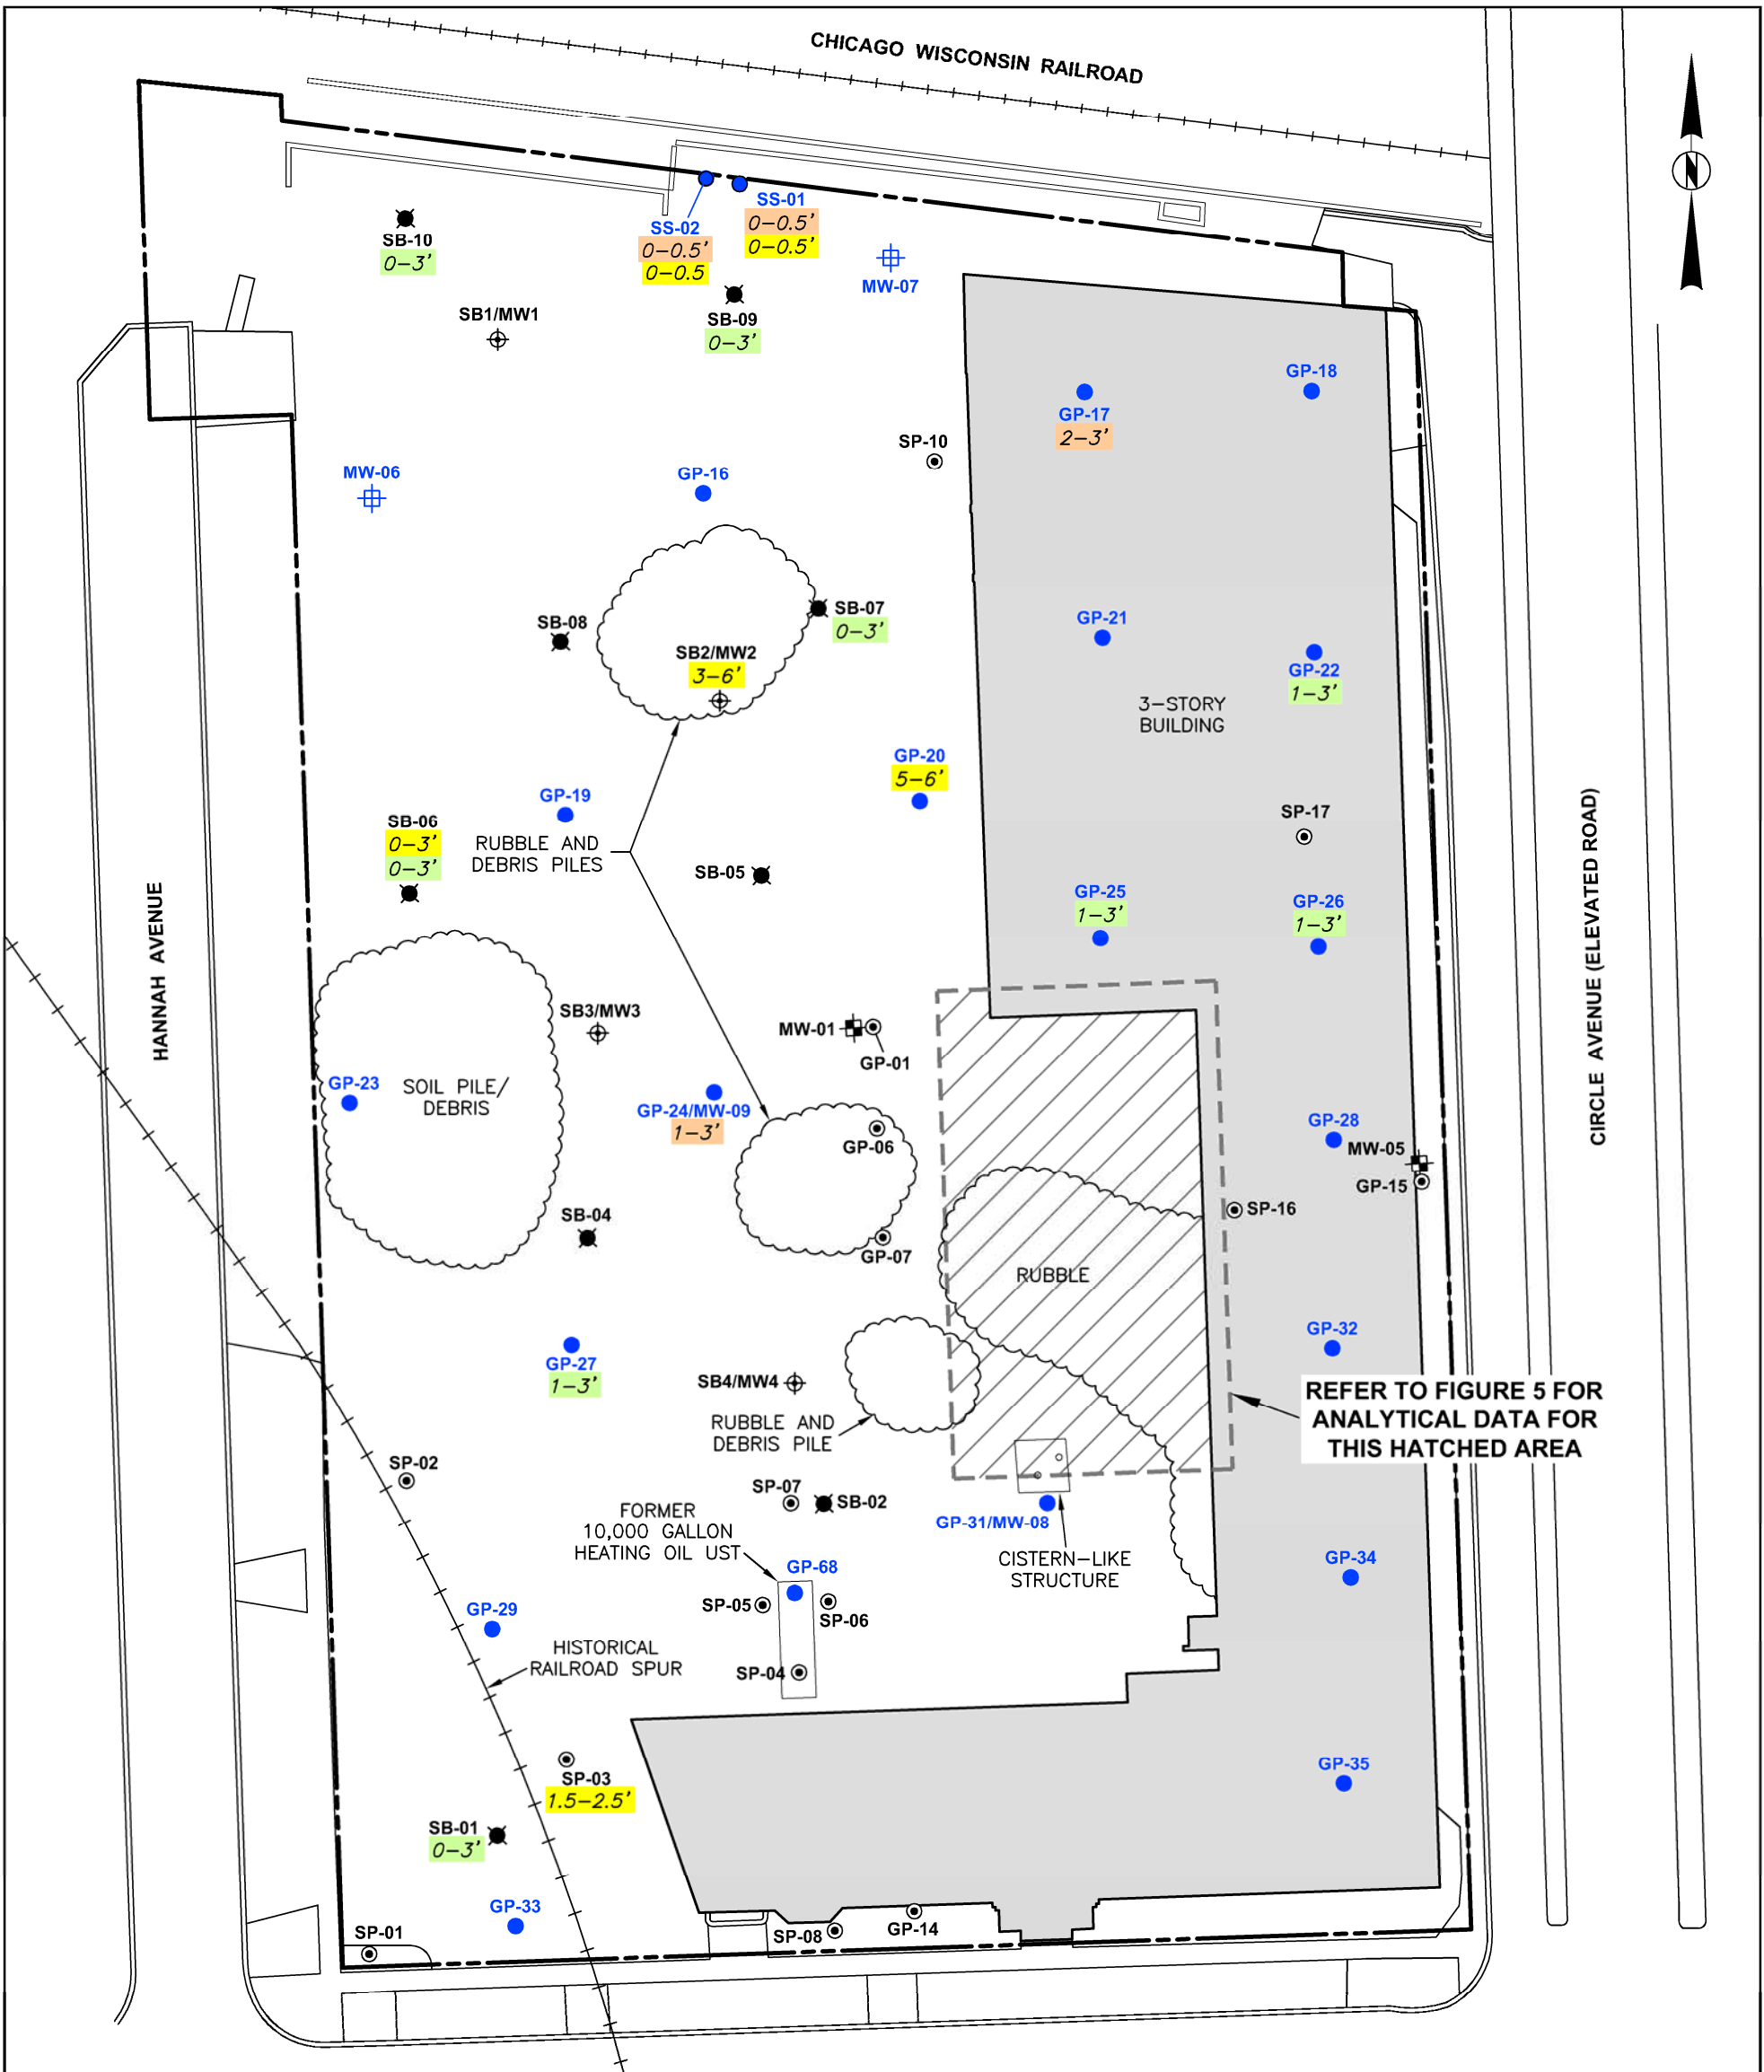 CHICAGO WISCONSIN RAILROAD
N
SS-01
0-0.5'
0-0.5'
SS-02
0-0.5'
0-0.5
SB-10
0-3'
MW-07
SB1/MW1
SB-09
0-3'
GP-18
GP-17
2-3'
SP-10
MW-06
GP-16
SB-08
SB-07
0-3'
GP-21
SB2/MW2
3-6'
GP-22
1-3'
3-STORY
BUILDING
GP-20
5-6'
GP-19
SB-06
0-3'
0-3'
RUBBLE AND
DEBRIS PILES
SP-17
SB-05
GP-25
1-3'
GP-26
1-3'
HANNAH AVENUE
CIRCLE AVENUE (ELEVATED ROAD)
SB3/MW3
MW-01
GP-01
GP-23
SOIL PILE/
DEBRIS
GP-24/MW-09
1-3'
GP-06
GP-28
MW-05
GP-15
SB-04
SP-16
GP-07
RUBBLE
GP-32
GP-27
1-3'
SB4/MW4
REFER TO FIGURE 5 FOR
ANALYTICAL DATA FOR
THIS HATCHED AREA
RUBBLE AND
DEBRIS PILE
SP-02
SP-07
SB-02
FORMER
10,000 GALLON
HEATING OIL UST
GP-31/MW-08
CISTERN-LIKE
STRUCTURE
GP-68
GP-34
SP-05
SP-06
GP-29
HISTORICAL
RAILROAD SPUR
SP-04
SP-03
1.5-2.5'
GP-35
SB-01
0-3'
GP-33
SP-01
SP-08
GP-14